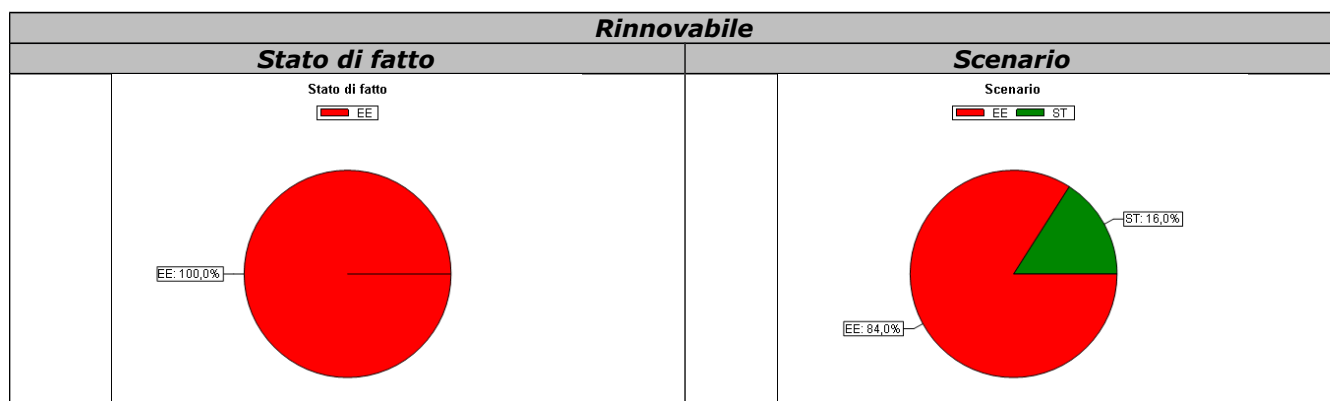 Rinnovabile
Stato di fatto
Scenario
Stato di fatto
EE
EE: 100,0%
Scenario
EE ST
ST: 16,0%
EE: 84,0%